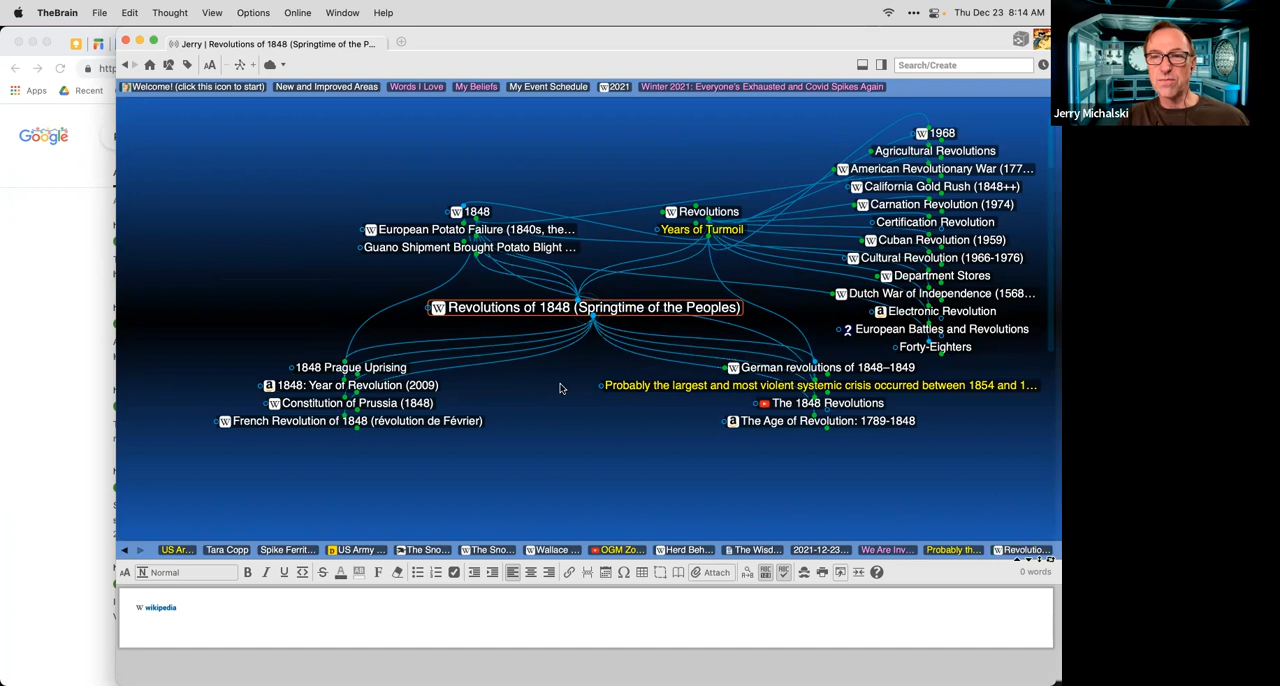 TheBrain File Edit Thought View Options Online Window Help Thu Dec 23 8:14 AM
Jerry | Revolutions of 1848 (Springtime of the P...
Search/Create
Welcome! (click this icon to start) New and Improved Areas Words I Love My Beliefs My Event Schedule 2021 Winter 2021: Everyone's Exhausted and Covid Spikes Again
Apps Recent
Google
Jerry Michalski
1968
Agricultural Revolutions
American Revolutionary War (177...
California Gold Rush (1848++)
Carnation Revolution (1974)
Certification Revolution
Cuban Revolution (1959)
Cultural Revolution (1966-1976)
Department Stores
Dutch War of Independence (1568...
Electronic Revolution
European Battles and Revolutions
Forty-Eighters
1848
European Potato Failure (1840s, the...
Guano Shipment Brought Potato Blight ...
Revolutions
Years of Turmoil
Revolutions of 1848 (Springtime of the Peoples)
1848 Prague Uprising
1848: Year of Revolution (2009)
Constitution of Prussia (1848)
French Revolution of 1848 (révolution de Février)
German revolutions of 1848–1849
Probably the largest and most violent systemic crisis occurred between 1854 and 1...
The 1848 Revolutions
The Age of Revolution: 1789-1848
US Ar... Tara Copp Spike Ferrit... US Army ... The Sno... The Sno... Wallace ... OGM Zo... Herd Beh... The Wisd... 2021-12-23... We Are Inv... Probably th... Revolutio...
Normal Attach 0 words
wikipedia